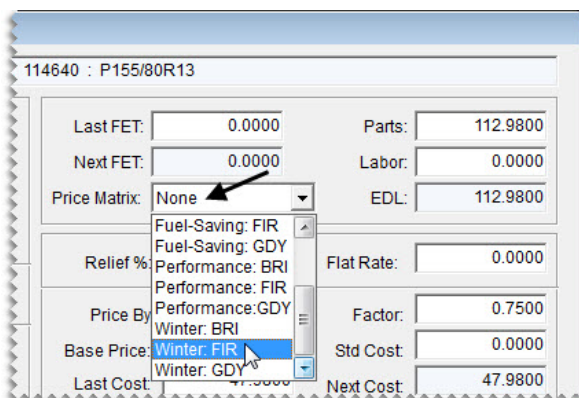 114640 : P155/80R13
Last FET: 0.0000 Parts: 112.9800
Next FET: 0.0000 Labor: 0.0000
Price Matrix: None EDL: 112.9800
Fuel-Saving: FIR
Fuel-Saving: GDY
Relief %: Performance: BRI Flat Rate: 0.0000
Performance: FIR
Price By Performance:GDY Factor: 0.7500
Winter: BRI
Base Price: Winter: FIR Std Cost: 0.0000
Winter: GDY
Last Cost: 47.9800 Next Cost: 47.9800